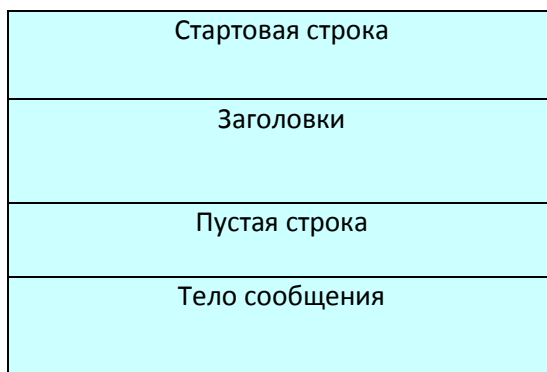 Стартовая строка
Заголовки
Пустая строка
Тело сообщения